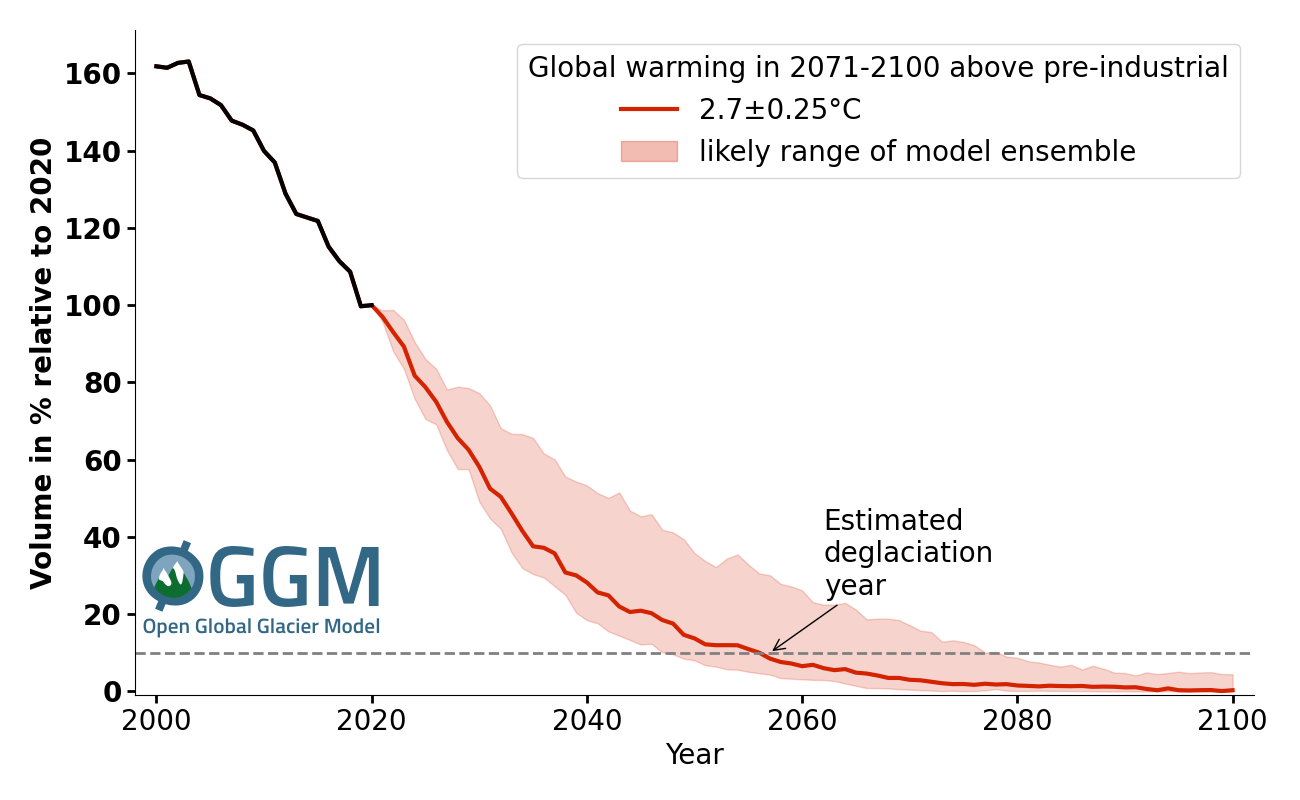 Global warming in 2071-2100 above pre-industrial
2.7±0.25°C
likely range of model ensemble
Volume in % relative to 2020
160
140
120
100
80
60
40
20
0
Estimated
deglaciation
year
OGGM
Open Global Glacier Model
2000
2020
2040
2060
2080
2100
Year